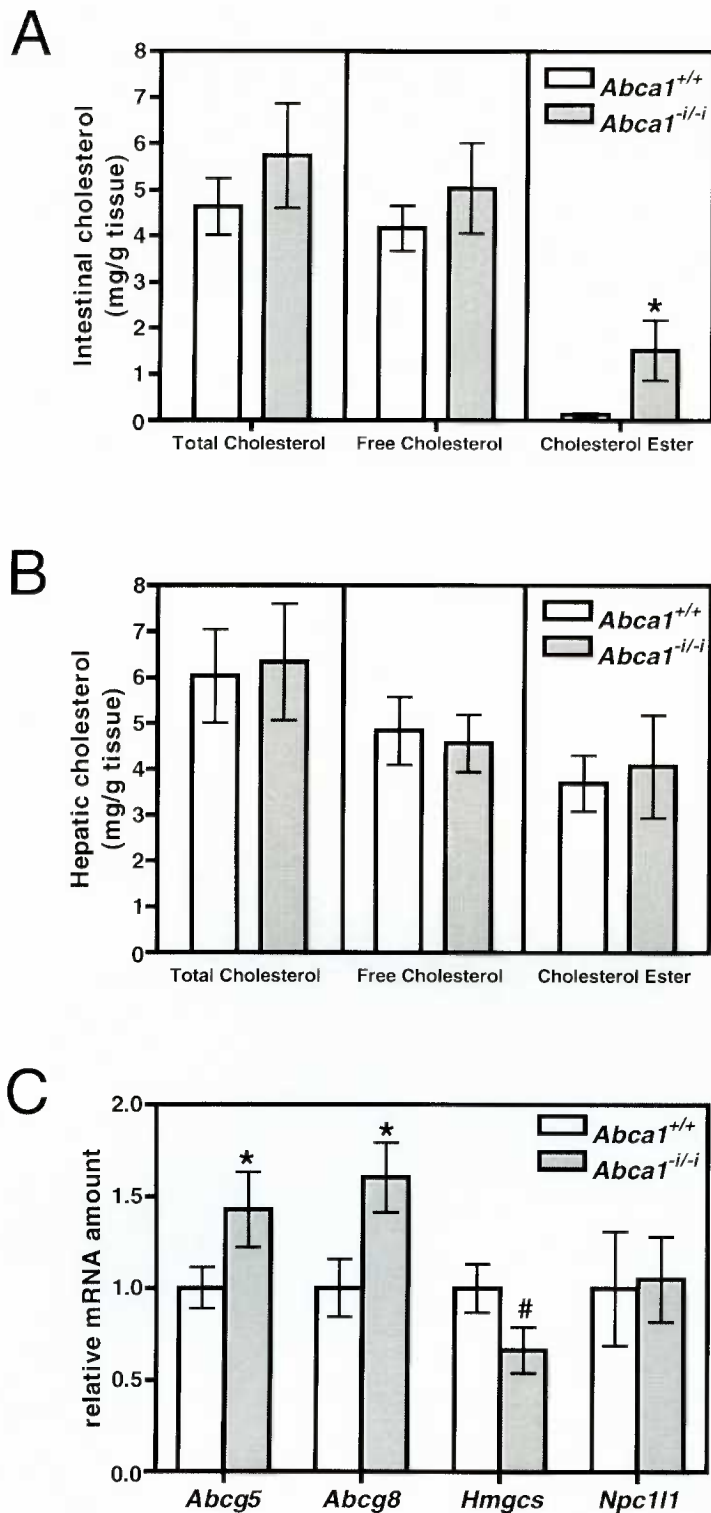 A
Intestinal cholesterol
(mg/g tissue)
8
7
6
5
4
3
2
1
0
Abca1+/+
Abca1-i/-i
*
Total Cholesterol Free Cholesterol Cholesterol Ester
B
Hepatic cholesterol
(mg/g tissue)
8
7
6
5
4
3
2
1
0
Abca1+/+
Abca1-i/-i
Total Cholesterol Free Cholesterol Cholesterol Ester
C
relative mRNA amount
2.0
1.5
1.0
0.5
0.0
Abca1+/+
Abca1-i/-i
* * #
Abcg5 Abcg8 Hmgcs Npc1l1